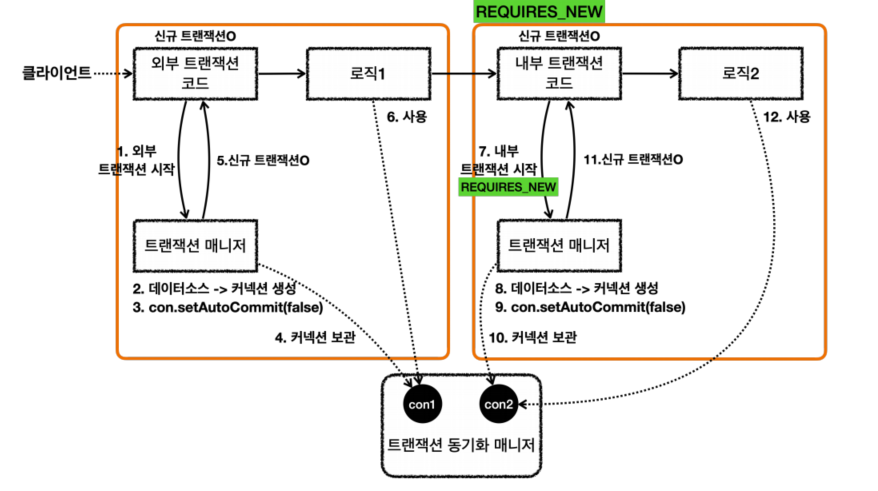 REQUIRES_NEW
신규 트랜잭션O
신규 트랜잭션O
클라이언트
외부 트랜잭션
코드
로직1
내부 트랜잭션
코드
로직2
6. 사용
12. 사용
1. 외부
트랜잭션 시작
5.신규 트랜잭션O
7. 내부
트랜잭션 시작
REQUIRES_NEW
11.신규 트랜잭션O
트랜잭션 매니저
트랜잭션 매니저
2. 데이터소스 -> 커넥션 생성
3. con.setAutoCommit(false)
8. 데이터소스 -> 커넥션 생성
9. con.setAutoCommit(false)
4. 커넥션 보관
10. 커넥션 보관
con1
con2
트랜잭션 동기화 매니저